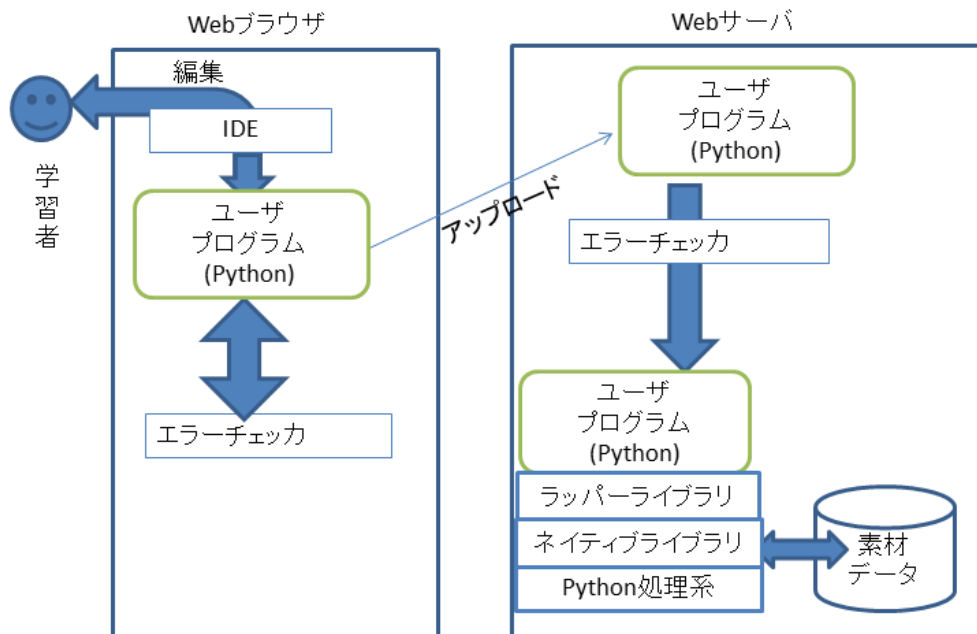 Webブラウザ
編集
IDE
学
習
者
ユーザ
プログラム
(Python)
エラーチェッカ
アップロード
Webサーバ
ユーザ
プログラム
(Python)
エラーチェッカ
ユーザ
プログラム
(Python)
ラッパーライブラリ
ネイティブライブラリ
Python処理系
素材
データ